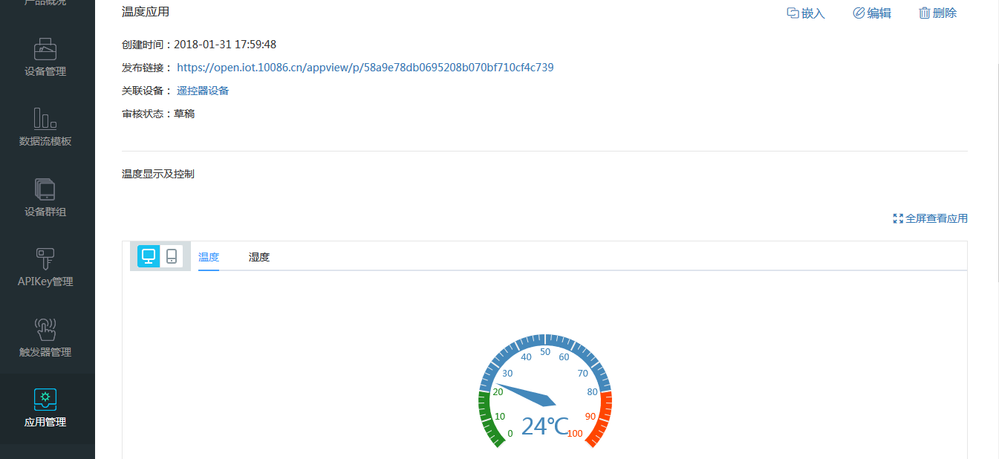 产品概况
设备管理
数据流模板
设备群组
APIKey管理
触发器管理
应用管理
温度应用
嵌入 编辑 删除
创建时间：2018-01-31 17:59:48
发布链接： https://open.iot.10086.cn/appview/p/58a9e78db0695208b070bf710cf4c739
关联设备： 遥控器设备
审核状态：草稿
温度显示及控制
全屏查看应用
温度 湿度
0
10
20
30
40
50
60
70
80
90
100
24℃